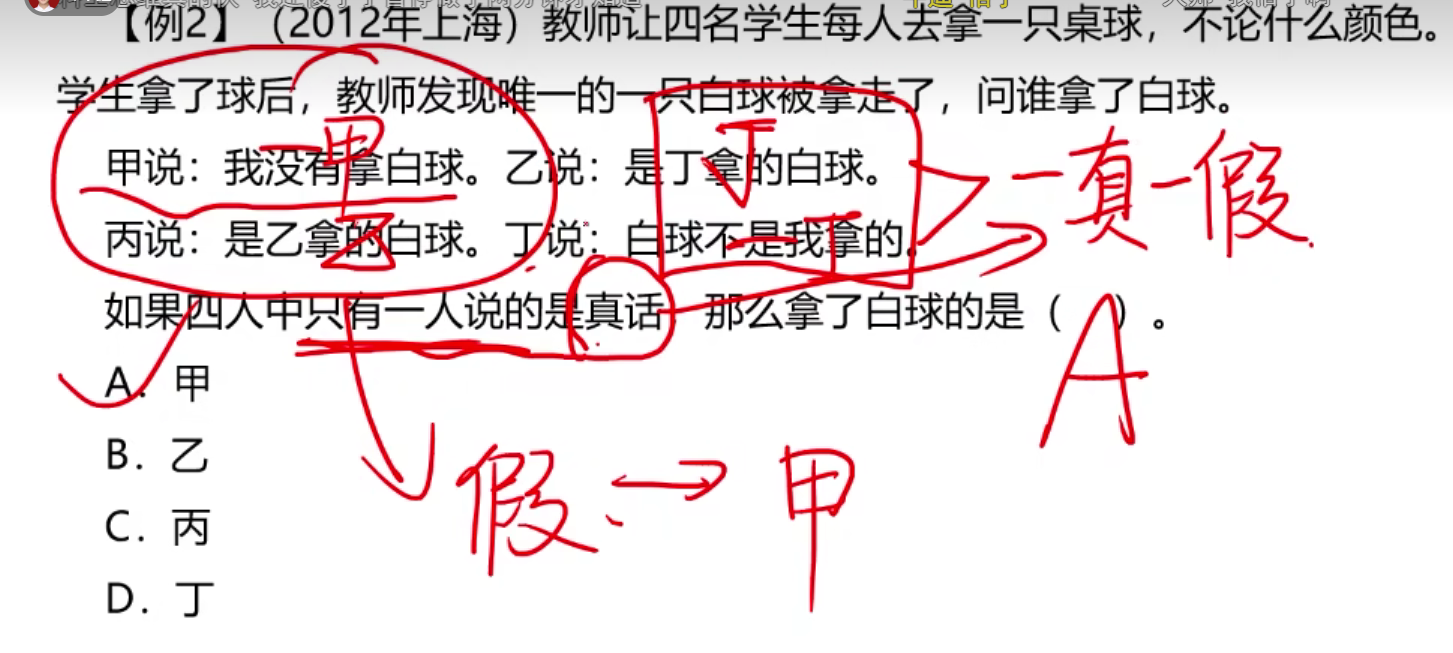 【例2】（2012年上海）教师让四名学生每人去拿一只桌球，不论什么颜色。
学生拿了球后，教师发现唯一的一只白球被拿走了，问谁拿了白球。
甲说：我没有拿白球。乙说：是丁拿的白球。
丙说：是乙拿的白球。丁说：白球不是我拿的。
如果四人中只有一人说的是真话，那么拿了白球的是（ ）。
A．甲
B．乙
C．丙
D．丁
一甲
乙
丁
一丁
一真一假.
A
假
甲